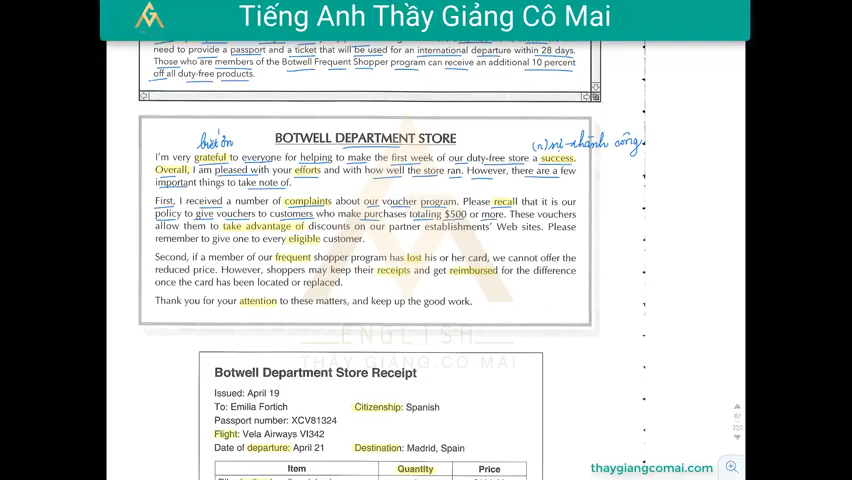 Tiếng Anh Thầy Giảng Cô Mai
need to provide a passport and a ticket that will be used for an international departure within 28 days.
Those who are members of the Botwell Frequent Shopper program can receive an additional 10 percent
off all duty-free products.
biết ơn
BOTWELL DEPARTMENT STORE
(n) sự thành công
I'm very grateful to everyone for helping to make the first week of our duty-free store a success.
Overall, I am pleased with your efforts and with how well the store ran. However, there are a few
important things to take note of.
First, I received a number of complaints about our voucher program. Please recall that it is our
policy to give vouchers to customers who make purchases totaling $500 or more. These vouchers
allow them to take advantage of discounts on our partner establishments' Web sites. Please
remember to give one to every eligible customer.
Second, if a member of our frequent shopper program has lost his or her card, we cannot offer the
reduced price. However, shoppers may keep their receipts and get reimbursed for the difference
once the card has been located or replaced.
Thank you for your attention to these matters, and keep up the good work.
ENGLISH
THẦY GIẢNG.CÔ MAI
Botwell Department Store Receipt
Issued: April 19
To: Emilia Fortich Citizenship: Spanish
Passport number: XCV81324
Flight: Vela Airways VI342
Date of departure: April 21 Destination: Madrid, Spain
Item Quantity Price
thaygiangcomai.com